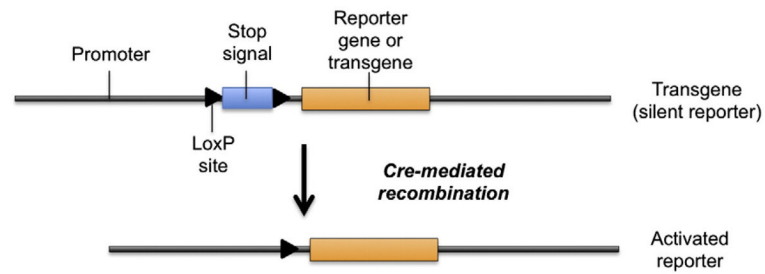 Promoter
Stop
signal
Reporter
gene or
transgene
Transgene
(silent reporter)
LoxP
site
Cre-mediated
recombination
Activated
reporter